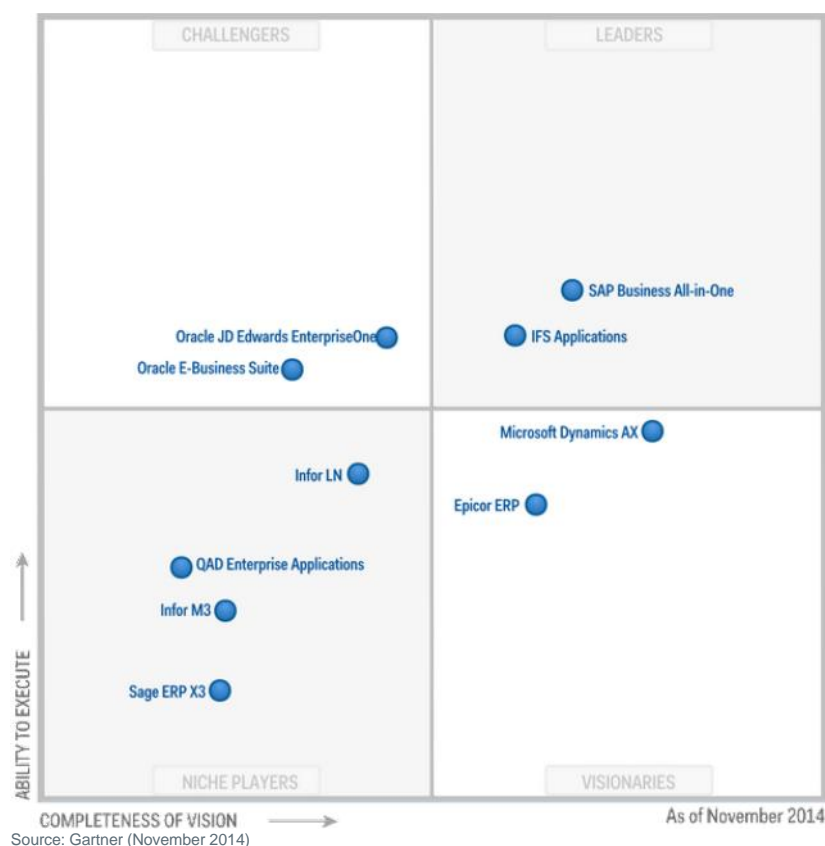 CHALLENGERS
LEADERS
SAP Business All-in-One
Oracle JD Edwards EnterpriseOne
IFS Applications
Oracle E-Business Suite
Microsoft Dynamics AX
Infor LN
Epicor ERP
QAD Enterprise Applications
Infor M3
Sage ERP X3
NICHE PLAYERS
VISIONARIES
ABILITY TO EXECUTE
COMPLETENESS OF VISION
As of November 2014
Source: Gartner (November 2014)